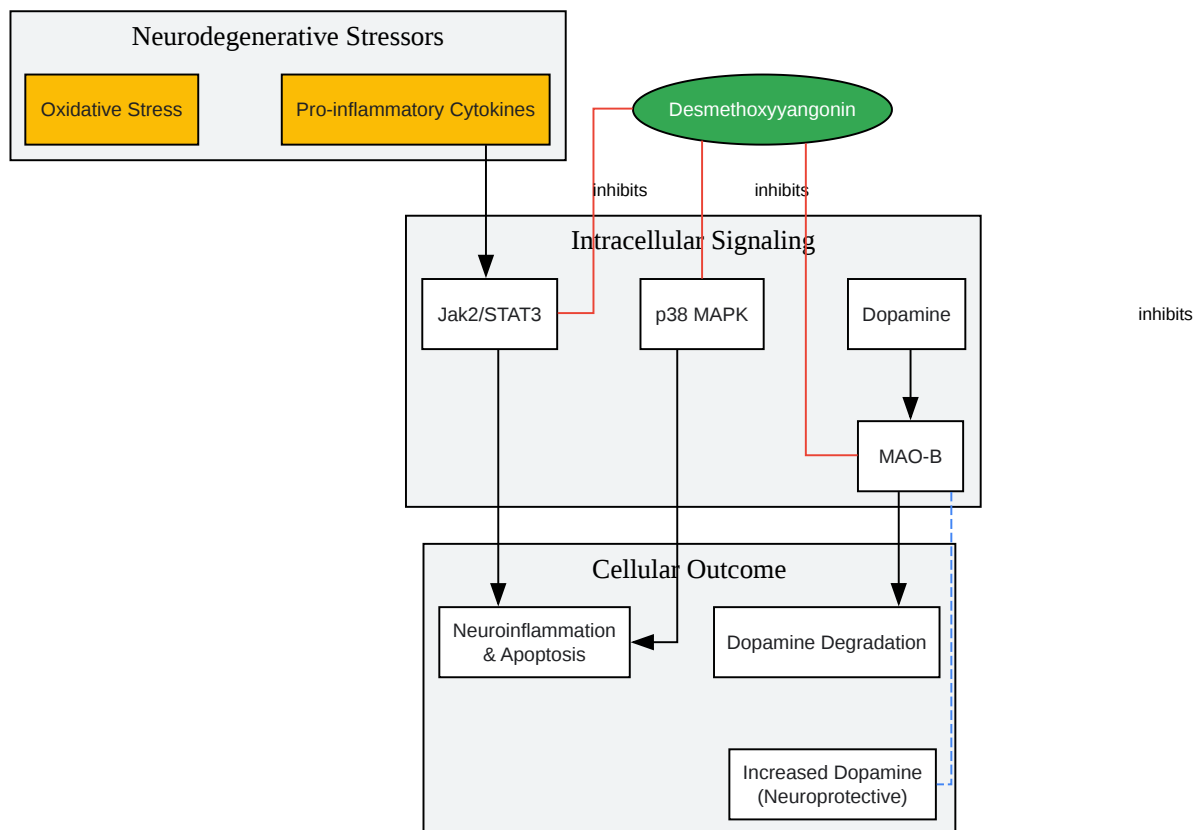 Neurodegenerative Stressors
Oxidative Stress
Pro-inflammatory Cytokines
Desmethoxyyangonin
inhibits
inhibits
Intracellular Signaling
Jak2/STAT3
p38 MAPK
Dopamine
inhibits
MAO-B
Cellular Outcome
Neuroinflammation
& Apoptosis
Dopamine Degradation
Increased Dopamine
(Neuroprotective)